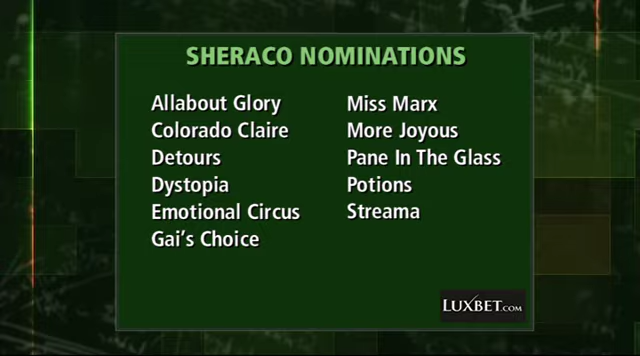 SHERACO NOMINATIONS
Allabout Glory
Colorado Claire
Detours
Dystopia
Emotional Circus
Gai's Choice
Miss Marx
More Joyous
Pane In The Glass
Potions
Streama
LUXBET.COM